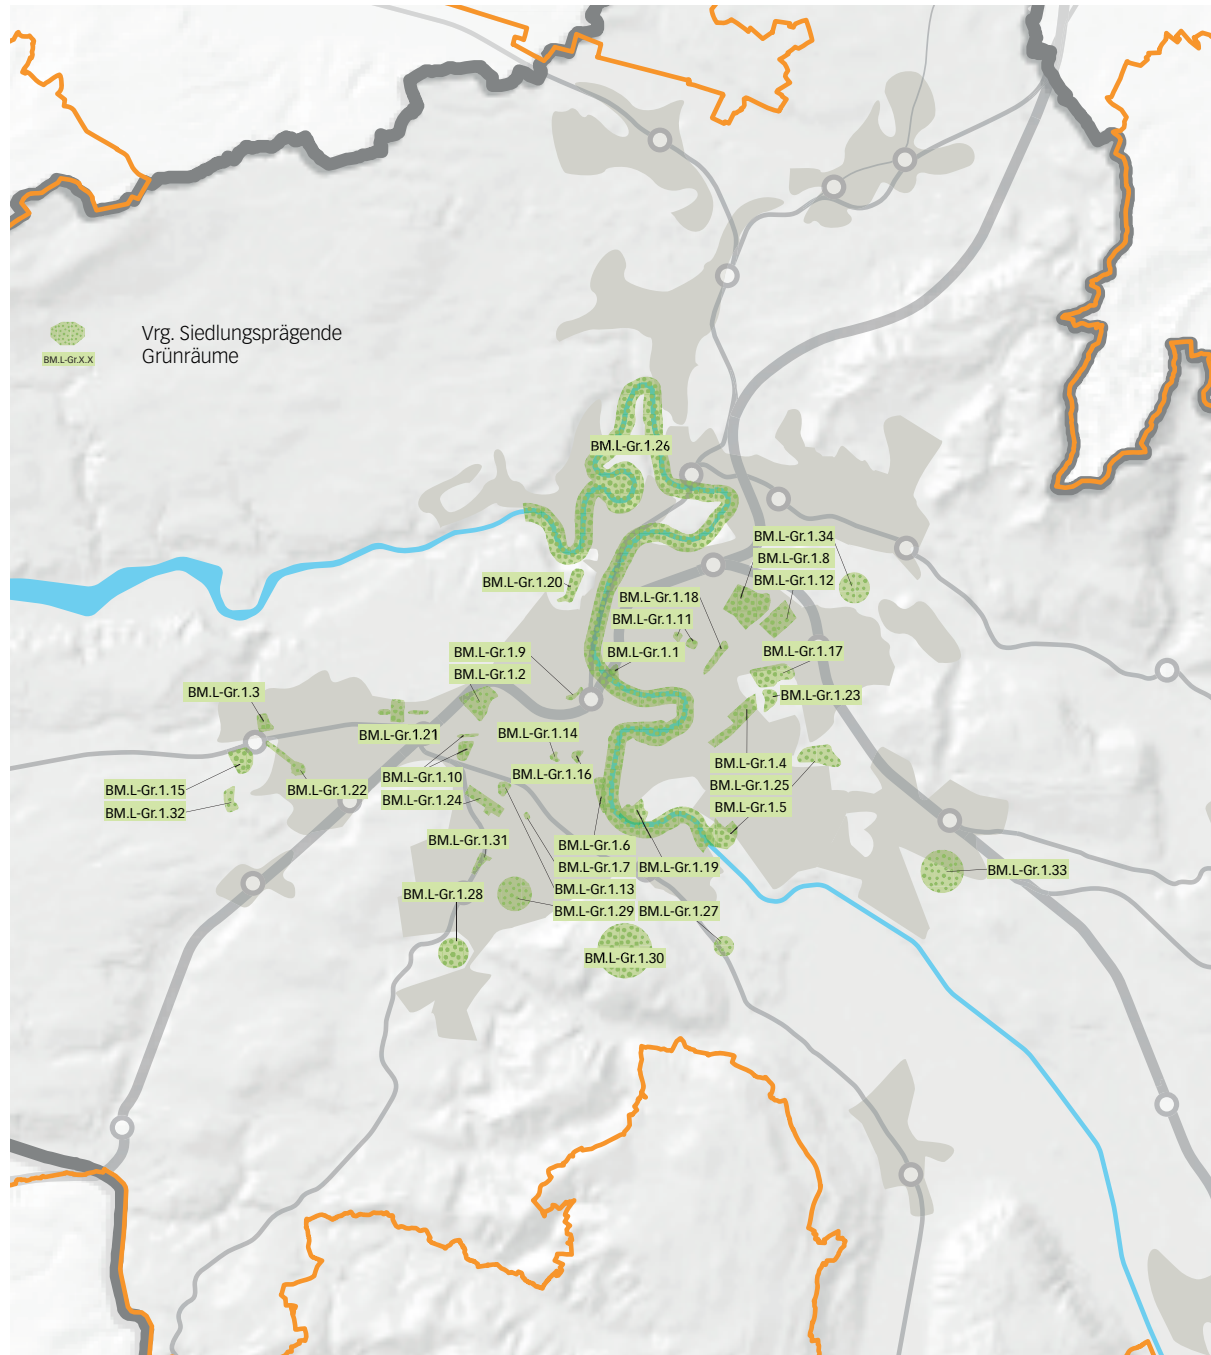 Vrg. Siedlungsprägende
Grünräume
BM.L-Gr.X.X
BM.L-Gr.1.26
BM.L-Gr.1.34
BM.L-Gr.1.8
BM.L-Gr.1.12
BM.L-Gr.1.20
BM.L-Gr.1.18
BM.L-Gr.1.11
BM.L-Gr.1.1
BM.L-Gr.1.9
BM.L-Gr.1.2
BM.L-Gr.1.17
BM.L-Gr.1.23
BM.L-Gr.1.3
BM.L-Gr.1.21
BM.L-Gr.1.14
BM.L-Gr.1.16
BM.L-Gr.1.10
BM.L-Gr.1.24
BM.L-Gr.1.4
BM.L-Gr.1.25
BM.L-Gr.1.5
BM.L-Gr.1.15
BM.L-Gr.1.22
BM.L-Gr.1.32
BM.L-Gr.1.31
BM.L-Gr.1.6
BM.L-Gr.1.7
BM.L-Gr.1.19
BM.L-Gr.1.13
BM.L-Gr.1.28
BM.L-Gr.1.29
BM.L-Gr.1.27
BM.L-Gr.1.33
BM.L-Gr.1.30